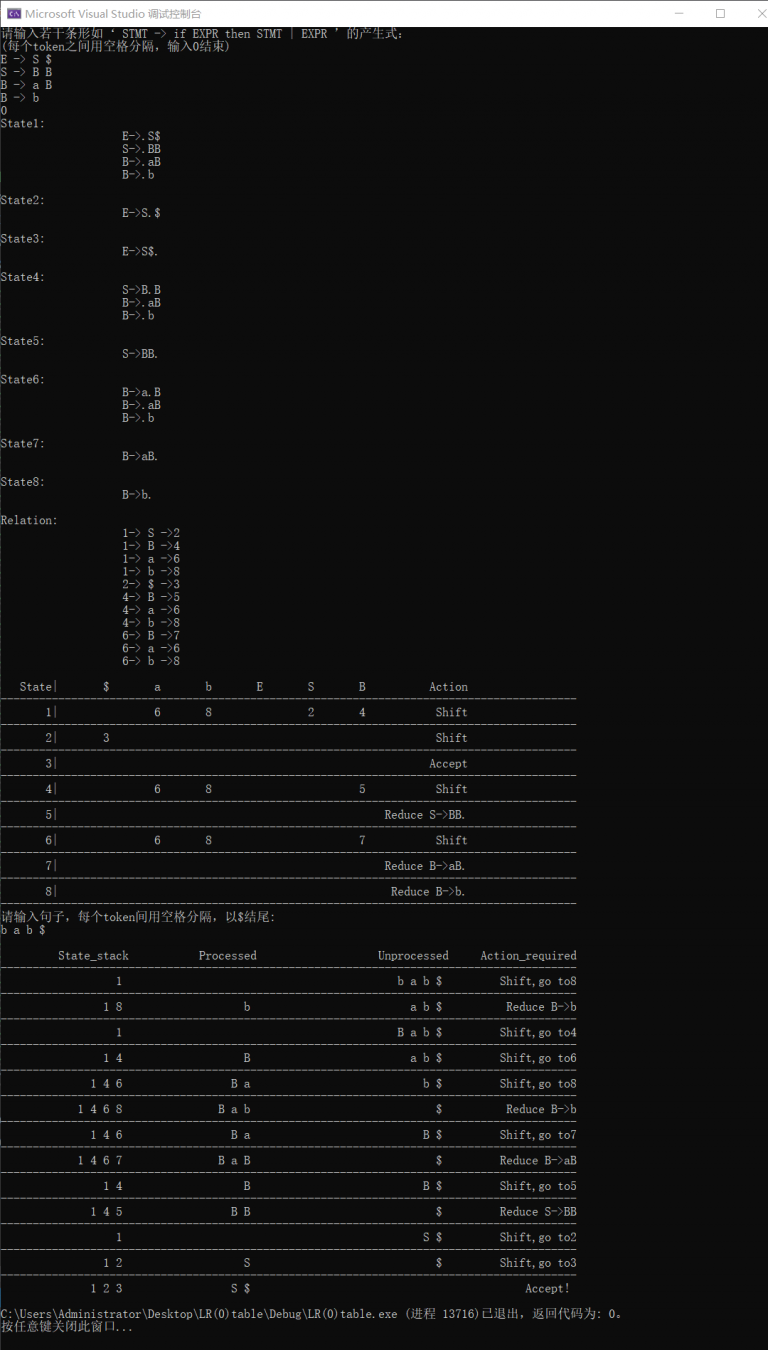 Microsoft Visual Studio 调试控制台
请输入若干条形如 ‘ STMT -> if EXPR then STMT | EXPR ’ 的产生式:
(每个token之间用空格分隔，输入0结束)
E -> S $
S -> B B
B -> a B
B -> b
0
State1:
E->.S$
S->.BB
B->.aB
B->.b
State2:
E->S.$
State3:
E->S$.
State4:
S->B.B
B->.aB
B->.b
State5:
S->BB.
State6:
B->a.B
B->.aB
B->.b
State7:
B->aB.
State8:
B->b.
Relation:
1-> S ->2
1-> B ->4
1-> a ->6
1-> b ->8
2-> $ ->3
4-> B ->5
4-> a ->6
4-> b ->8
6-> B ->7
6-> a ->6
6-> b ->8
State| $ a b E S B Action
1| 6 8 2 4 Shift
2| 3 Shift
3| Accept
4| 6 8 5 Shift
5| Reduce S->BB.
6| 6 8 7 Shift
7| Reduce B->aB.
8| Reduce B->b.
请输入句子，每个token间用空格分隔，以$结尾:
b a b $
State_stack Processed Unprocessed Action_required
1 b a b $ Shift,go to8
1 8 b a b $ Reduce B->b
1 B a b $ Shift,go to4
1 4 B a b $ Shift,go to6
1 4 6 B a b $ Shift,go to8
1 4 6 8 B a b $ Reduce B->b
1 4 6 B a B $ Shift,go to7
1 4 6 7 B a B $ Reduce B->aB
1 4 B B $ Shift,go to5
1 4 5 B B $ Reduce S->BB
1 S $ Shift,go to2
1 2 S $ Shift,go to3
1 2 3 S $ Accept!
C:\Users\Administrator\Desktop\LR(0)table\Debug\LR(0)table.exe (进程 13716)已退出，返回代码为: 0。
按任意键关闭此窗口...